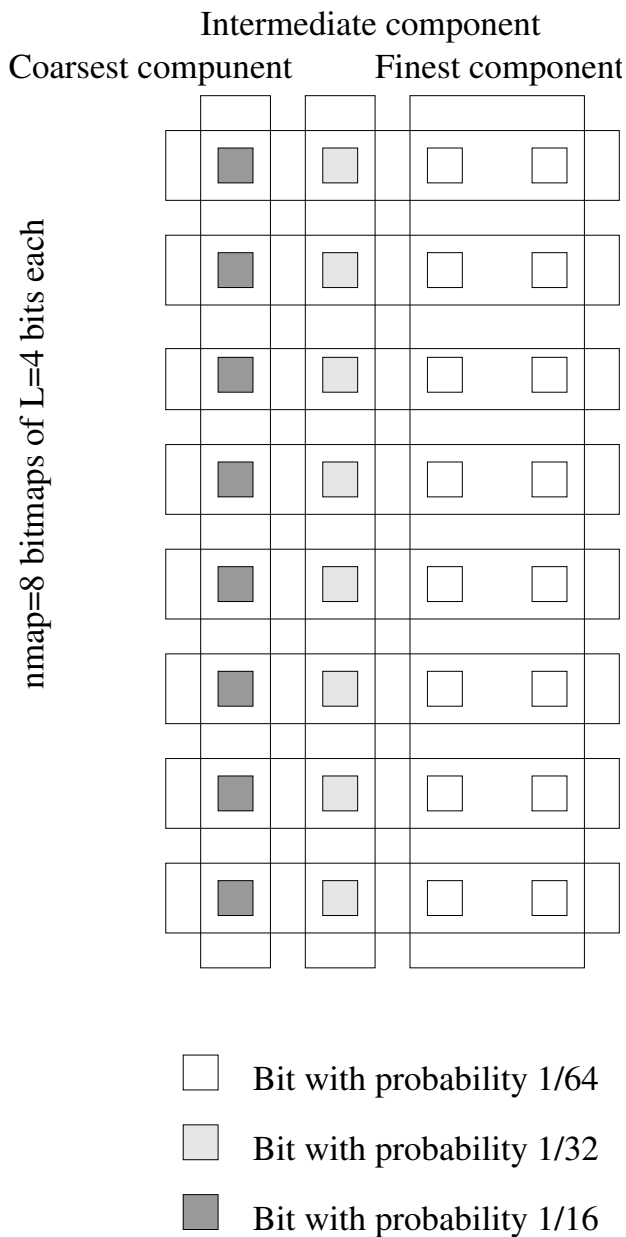 Intermediate component
Coarsest compunent
Finest component
nmap=8 bitmaps of L=4 bits each
Bit with probability 1/64
Bit with probability 1/32
Bit with probability 1/16